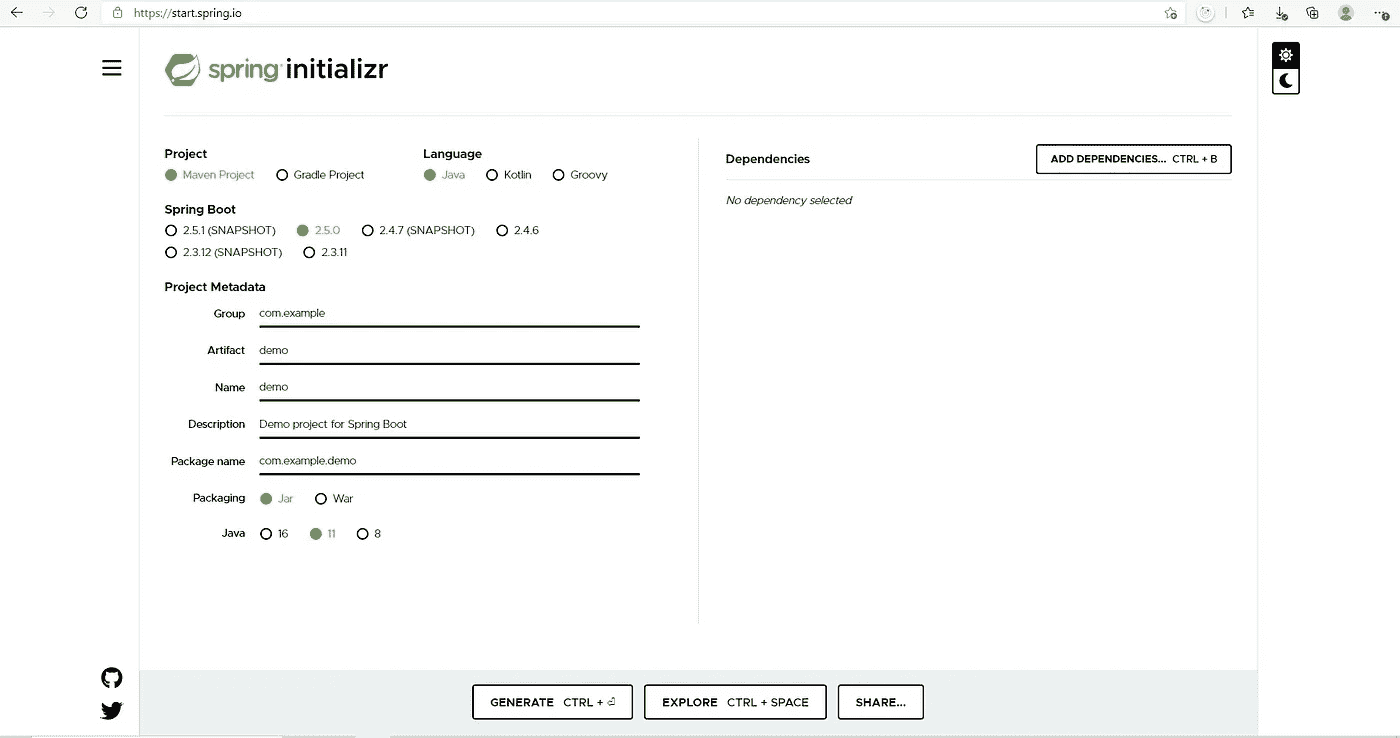 https://start.spring.io
spring initializr
Project
Maven Project Gradle Project
Language
Java Kotlin Groovy
Spring Boot
2.5.1 (SNAPSHOT) 2.5.0 2.4.7 (SNAPSHOT) 2.4.6
2.3.12 (SNAPSHOT) 2.3.11
Project Metadata
Group com.example
Artifact demo
Name demo
Description Demo project for Spring Boot
Package name com.example.demo
Packaging Jar War
Java 16 11 8
Dependencies ADD DEPENDENCIES... CTRL + B
No dependency selected
GENERATE CTRL + ⏎ EXPLORE CTRL + SPACE SHARE...